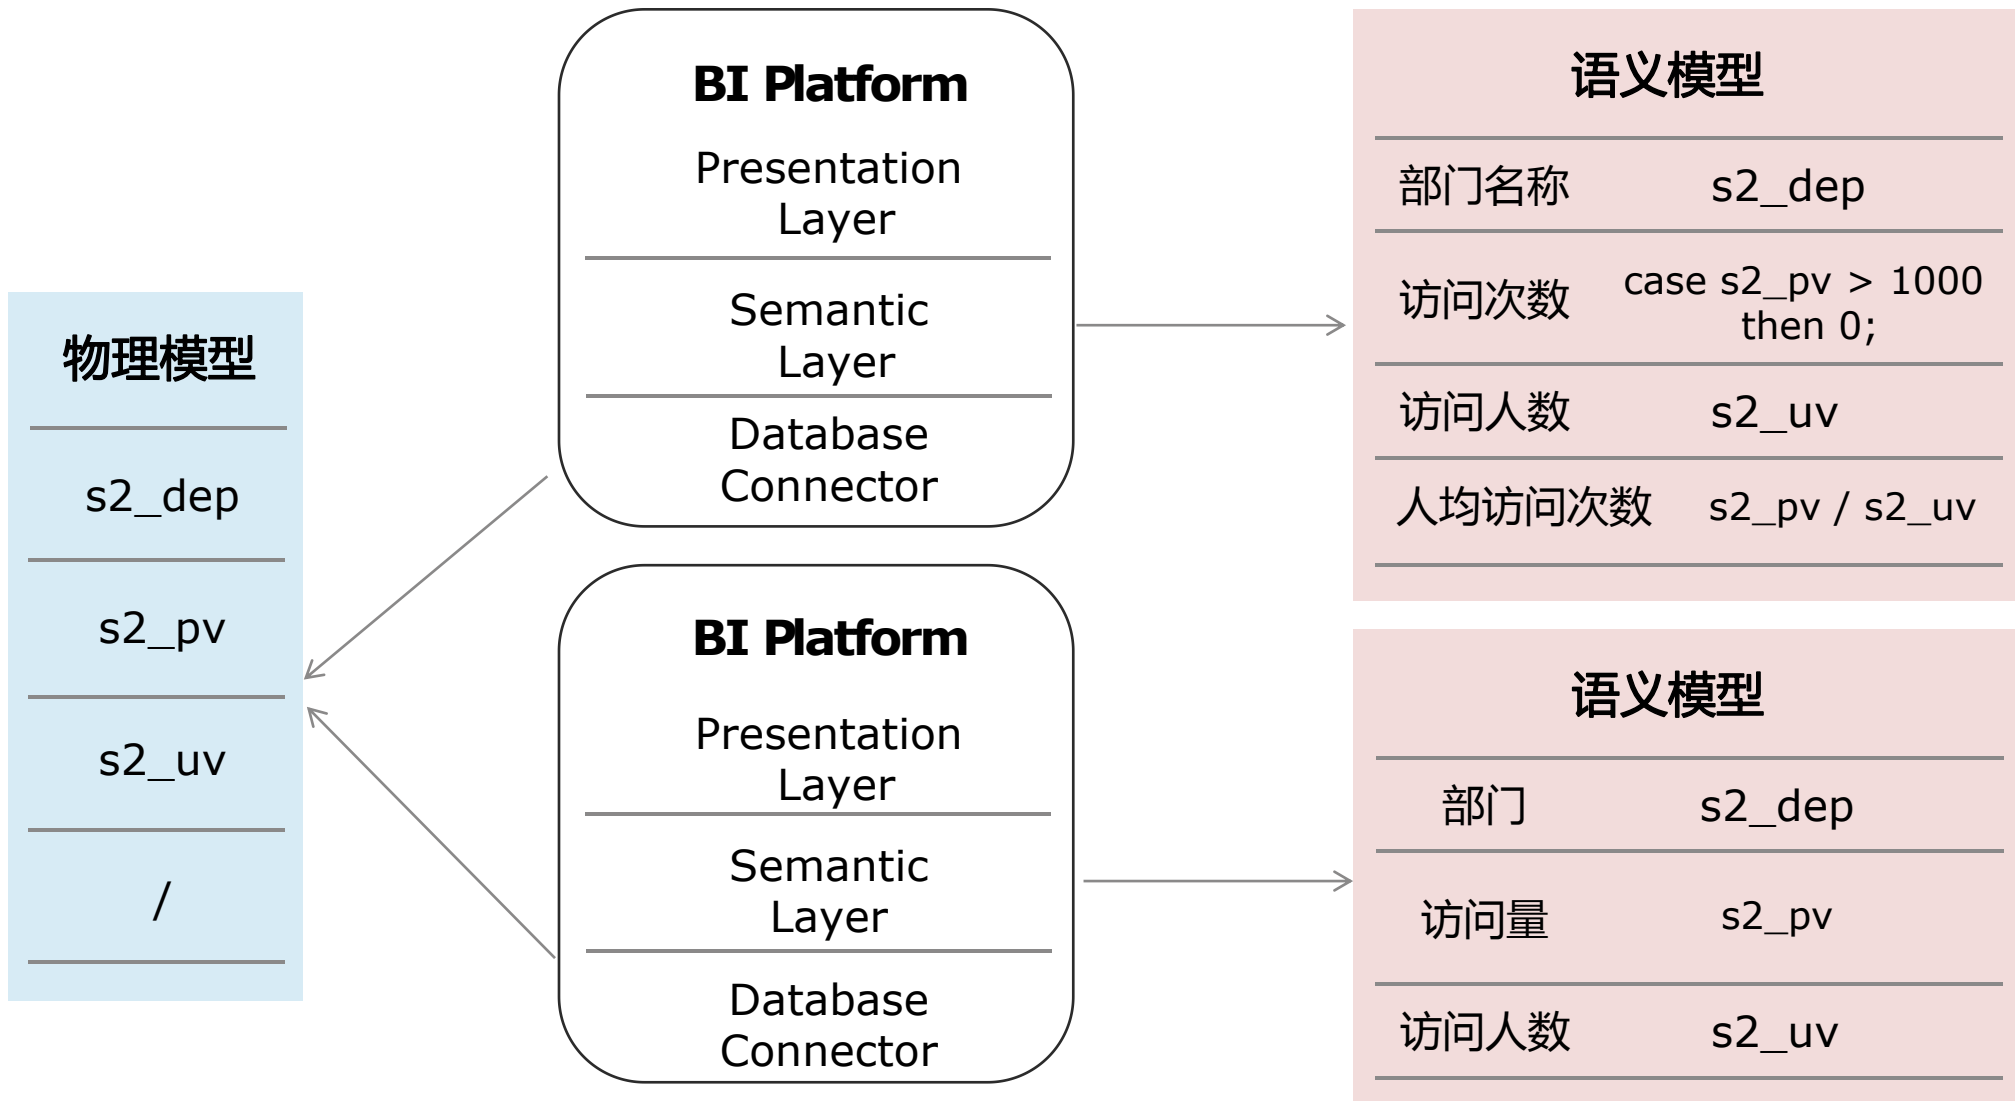 物理模型
s2_dep
s2_pv
s2_uv
/
BI Platform
Presentation
Layer
Semantic
Layer
Database
Connector
BI Platform
Presentation
Layer
Semantic
Layer
Database
Connector
语义模型
部门名称 s2_dep
访问次数 case s2_pv > 1000
then 0;
访问人数 s2_uv
人均访问次数 s2_pv / s2_uv
语义模型
部门 s2_dep
访问量 s2_pv
访问人数 s2_uv